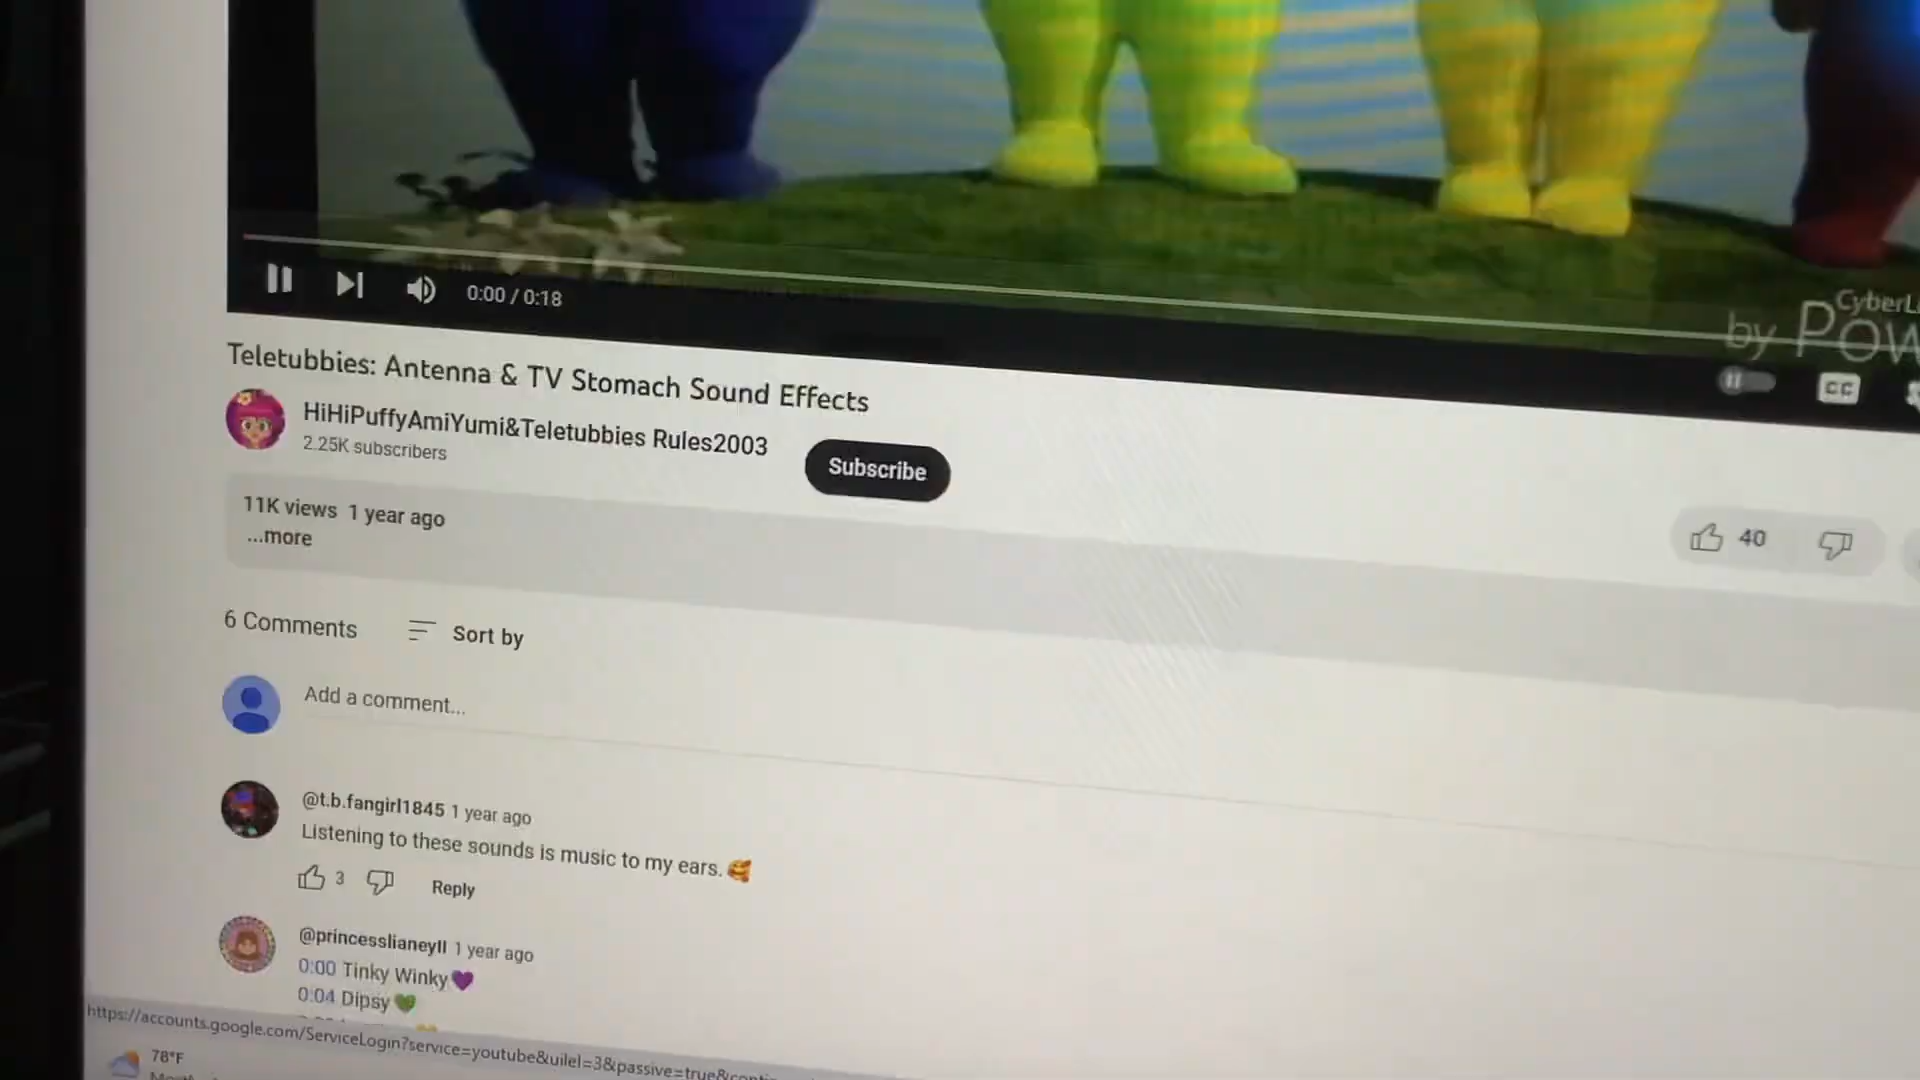 0:00 / 0:18
by
Teletubbies: Antenna & TV Stomach Sound Effects
CC
HiHiPuffyAmiYumi&Teletubbies Rules2003
2.25K subscribers
Subscribe
11K views 1 year ago
...more
40
6 Comments
Sort by
Add a comment...
@t.b.fangirl1845 1 year ago
Listening to these sounds is music to my ears. 🥰
3
Reply
@princesslianeyll 1 year ago
0:00 Tinky Winky💜
0:04 Dipsy💚
https://accounts.google.com/ServiceLogin?service=youtube&uilel=3&passive=true&conti
78°F